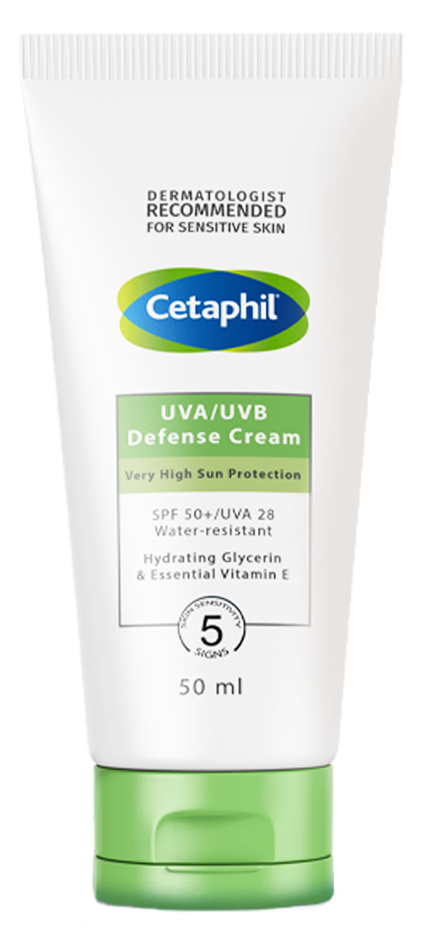 DERMATOLOGIST
RECOMMENDED
FOR SENSITIVE SKIN
Cetaphil®
UVA/UVB
Defense Cream
Very High Sun Protection
SPF 50+/UVA 28
Water-resistant
Hydrating Glycerin
& Essential Vitamin E
SKIN SENSITIVITY
5
SIGNS
50 ml